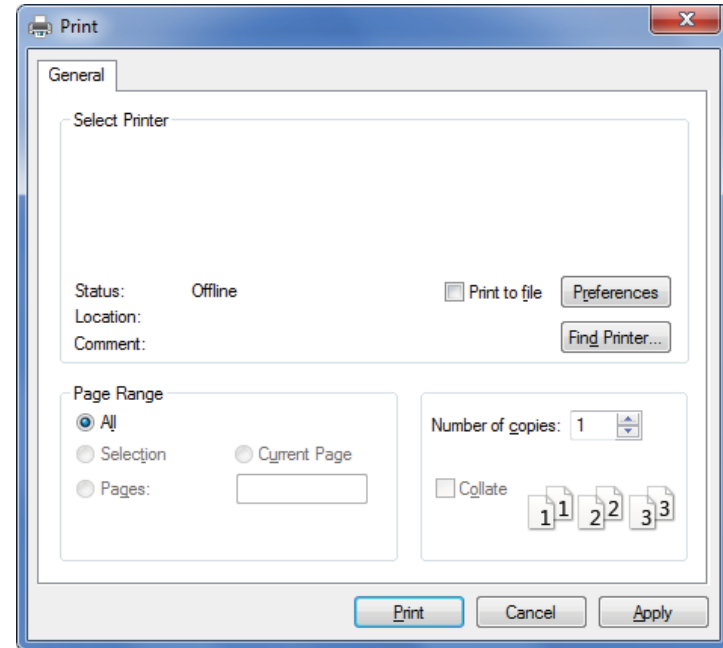 Print
General
Select Printer
Status: Offline
Print to file
Preferences
Location:
Find Printer...
Comment:
Page Range
All
Selection
Current Page
Pages:
Number of copies: 1
Collate
1 1 2 2 3 3
Print Cancel Apply